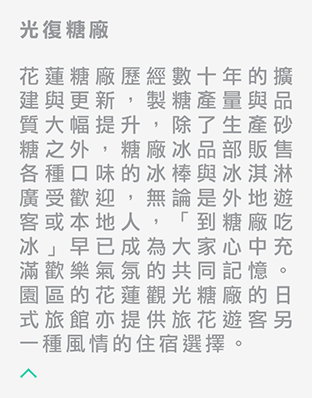 光復糖廠
花蓮糖廠歷經數十年的擴
建與更新，製糖產量與品
質大幅提升，除了生產砂
糖之外，糖廠冰品部販售
各種口味的冰棒與冰淇淋
廣受歡迎，無論是外地遊
客或本地人，「到糖廠吃
冰」早已成為大家心中充
滿歡樂氣氛的共同記憶。
園區的花蓮觀光糖廠的日
式旅館亦提供旅花遊客另
一種風情的住宿選擇。